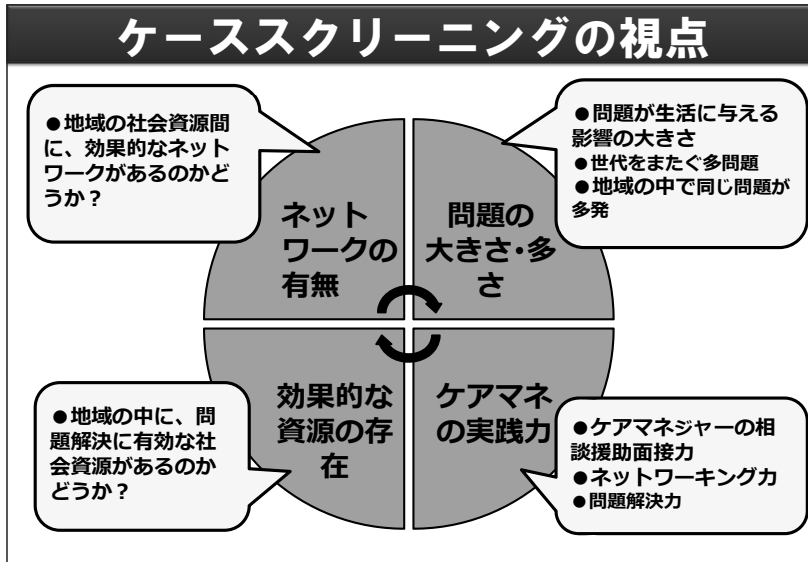 ケーススクリーニングの視点
●地域の社会資源間
に、効果的なネット
ワークがあるのかど
うか？
●問題が生活に与える
影響の大きさ
●世代をまたぐ多問題
●地域の中で同じ問題が
多発
ネット
ワークの
有無
問題の
大きさ・多
さ
効果的な
資源の存
在
ケアマネ
の実践力
●地域の中に、問
題解決に有効な社
会資源があるのか
どうか？
●ケアマネジャーの相
談援助面接力
●ネットワーキング力
●問題解決力